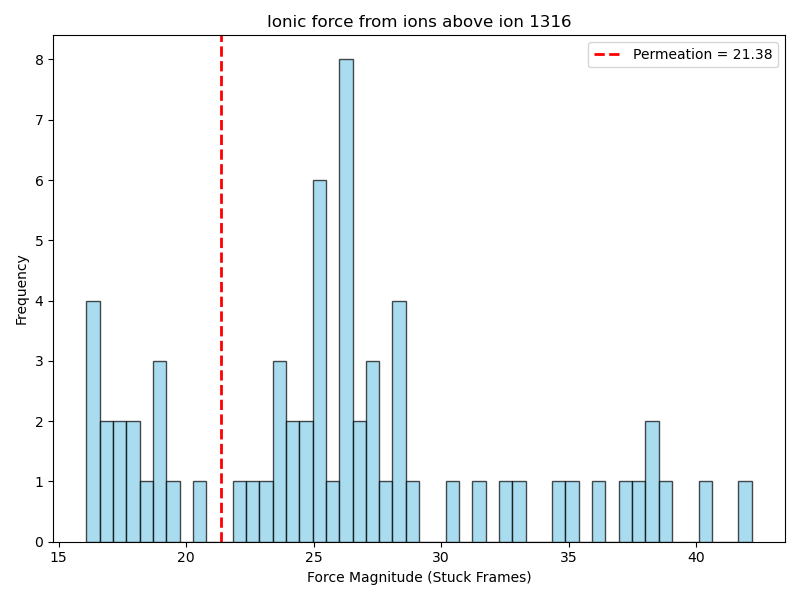 Ionic force from ions above ion 1316
Permeation = 21.38
Frequency
8
7
6
5
4
3
2
1
0
15 20 25 30 35 40
Force Magnitude (Stuck Frames)